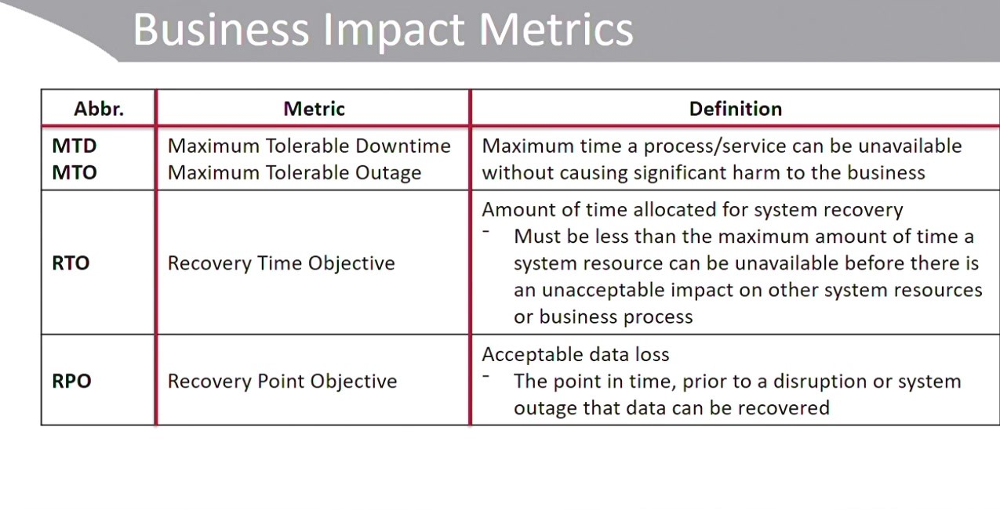 Business Impact Metrics
Abbr. Metric Definition
MTD Maximum Tolerable Downtime Maximum time a process/service can be unavailable
MTO Maximum Tolerable Outage without causing significant harm to the business
Amount of time allocated for system recovery
- Must be less than the maximum amount of time a
RTO Recovery Time Objective system resource can be unavailable before there is
an unacceptable impact on other system resources
or business process
Acceptable data loss
RPO Recovery Point Objective - The point in time, prior to a disruption or system
outage that data can be recovered